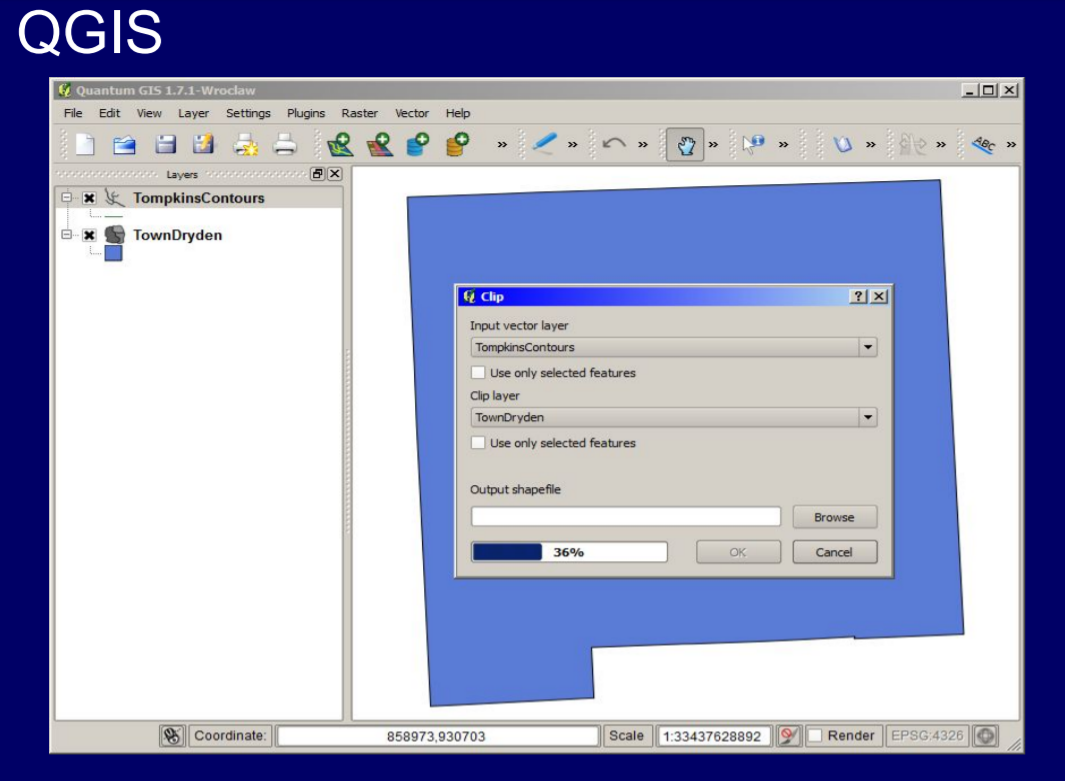 QGIS
Quantum GIS 1.7.1-Wroclaw
File Edit View Layer Settings Plugins Raster Vector Help
ABC
Layers
TompkinsContours
TownDryden
Clip
Input vector layer
TompkinsContours
Use only selected features
Clip layer
TownDryden
Use only selected features
Output shapefile
Browse
36% OK Cancel
Coordinate: 858973,930703 Scale 1:33437628892 Render EPSG:4326